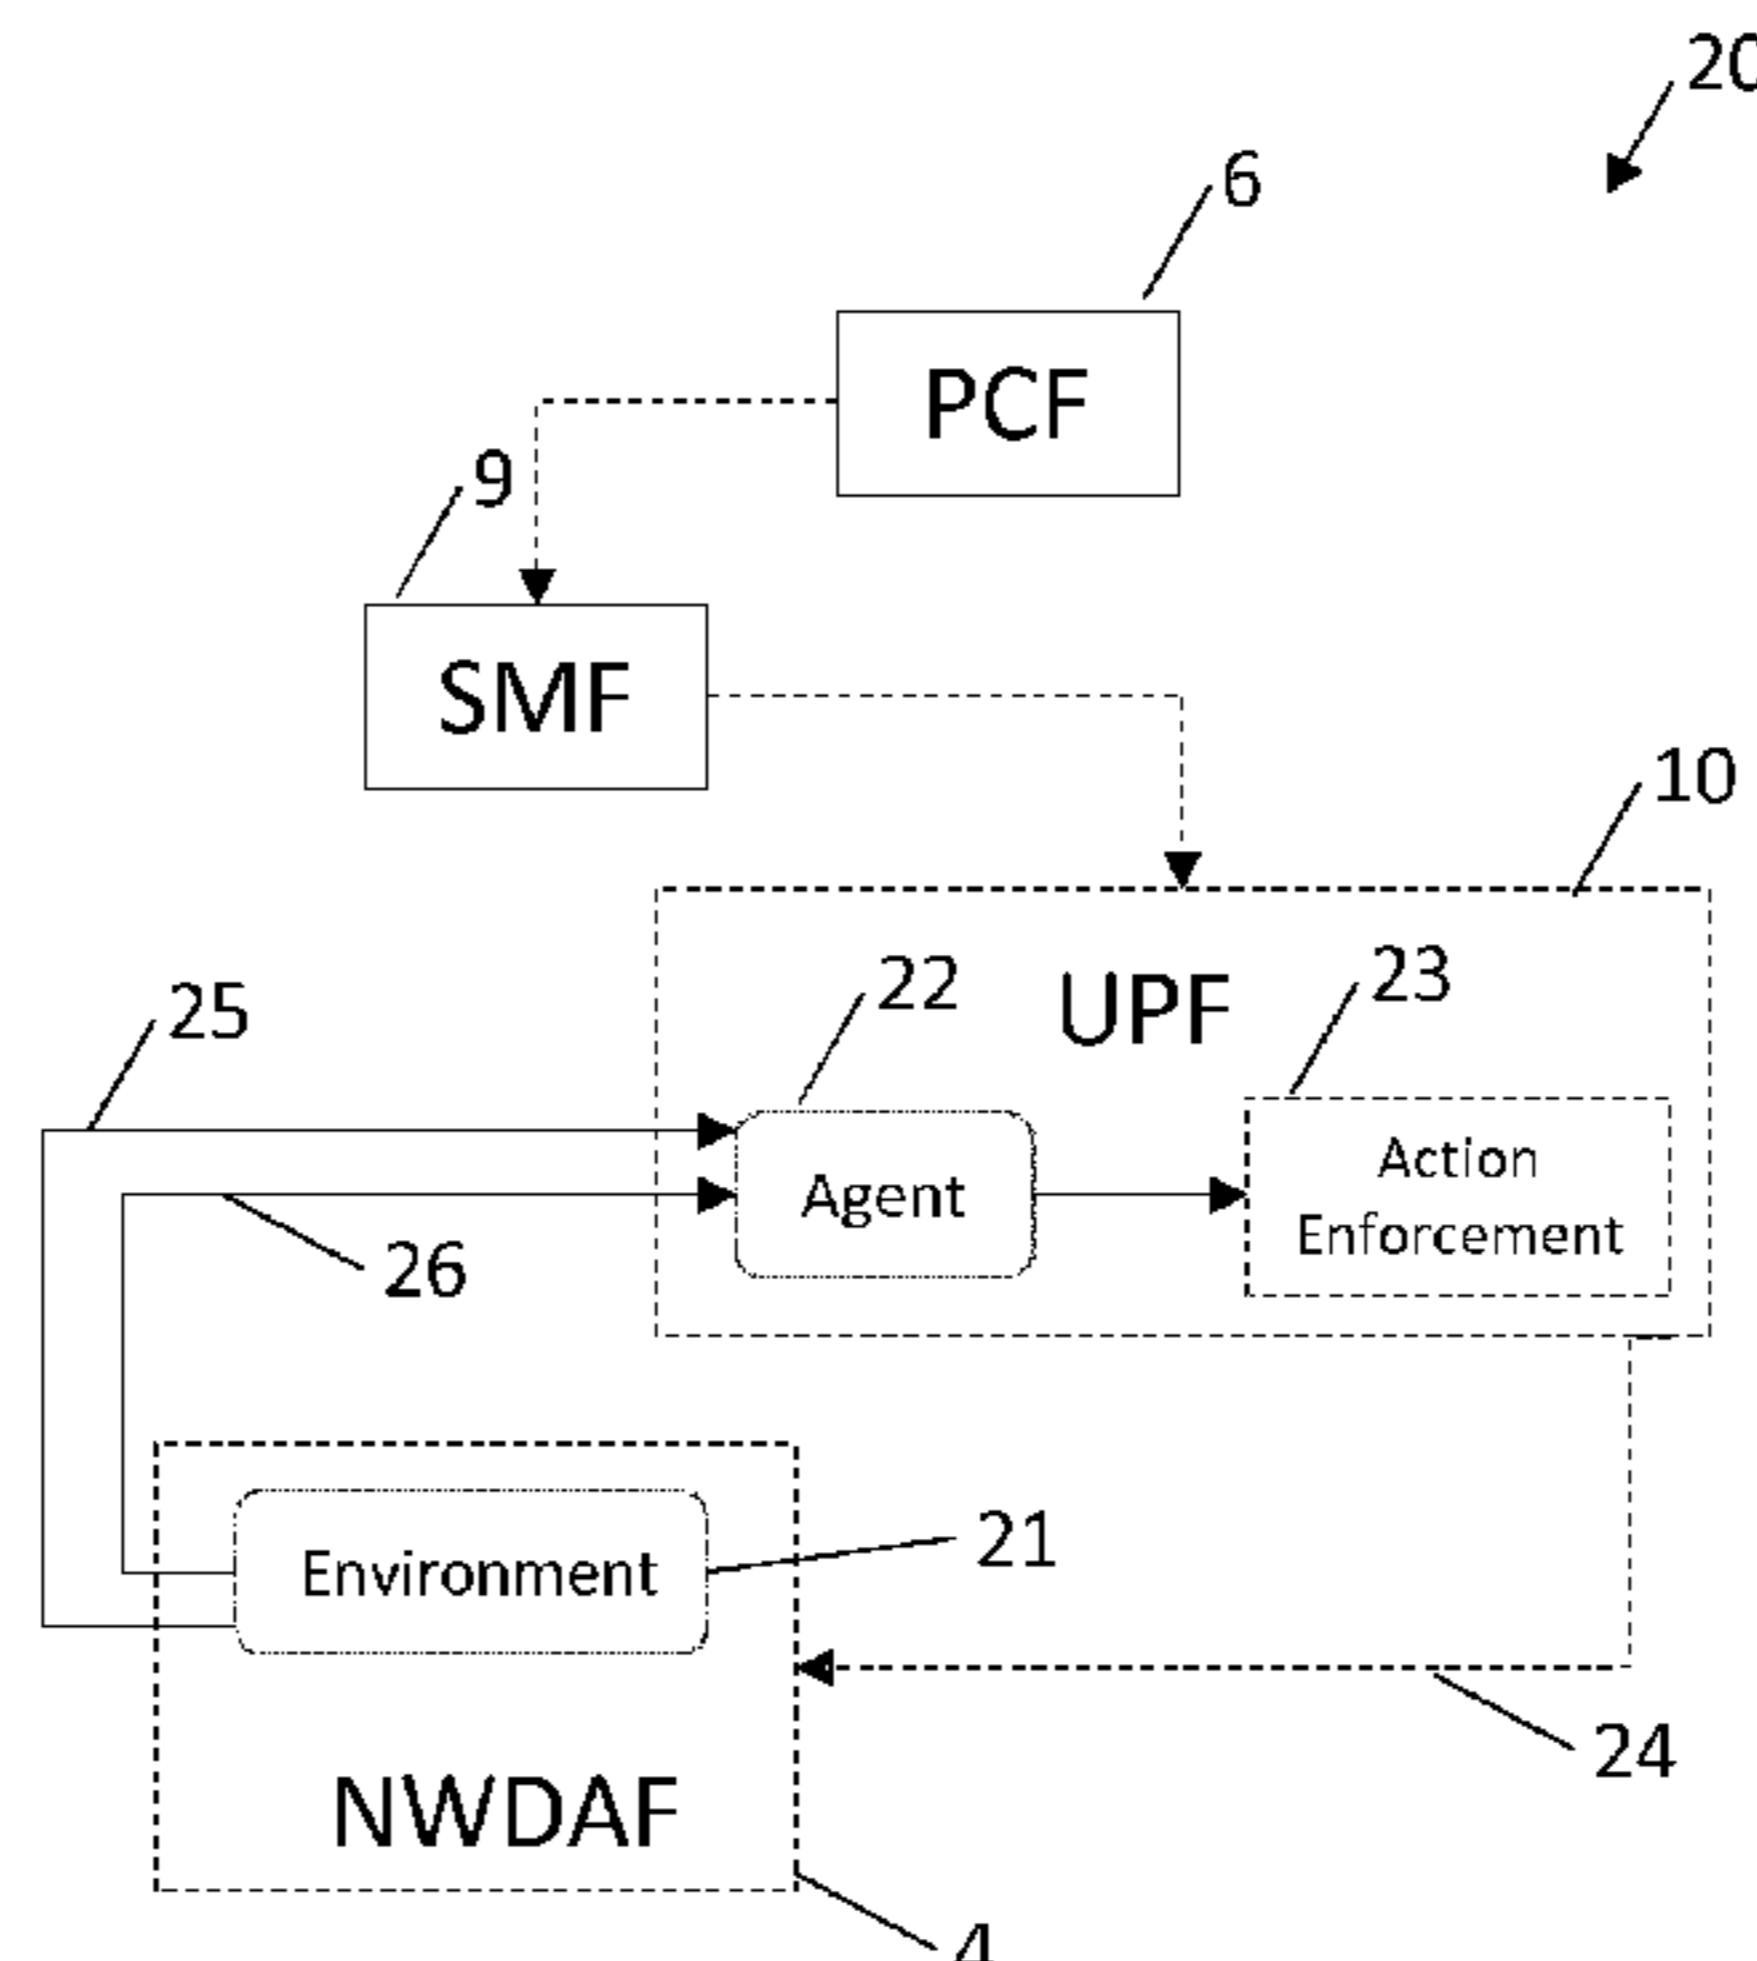 20
6
PCF
9
SMF
10
22
UPF
23
25
Agent
Action
Enforcement
26
21
Environment
24
NWDAF
4